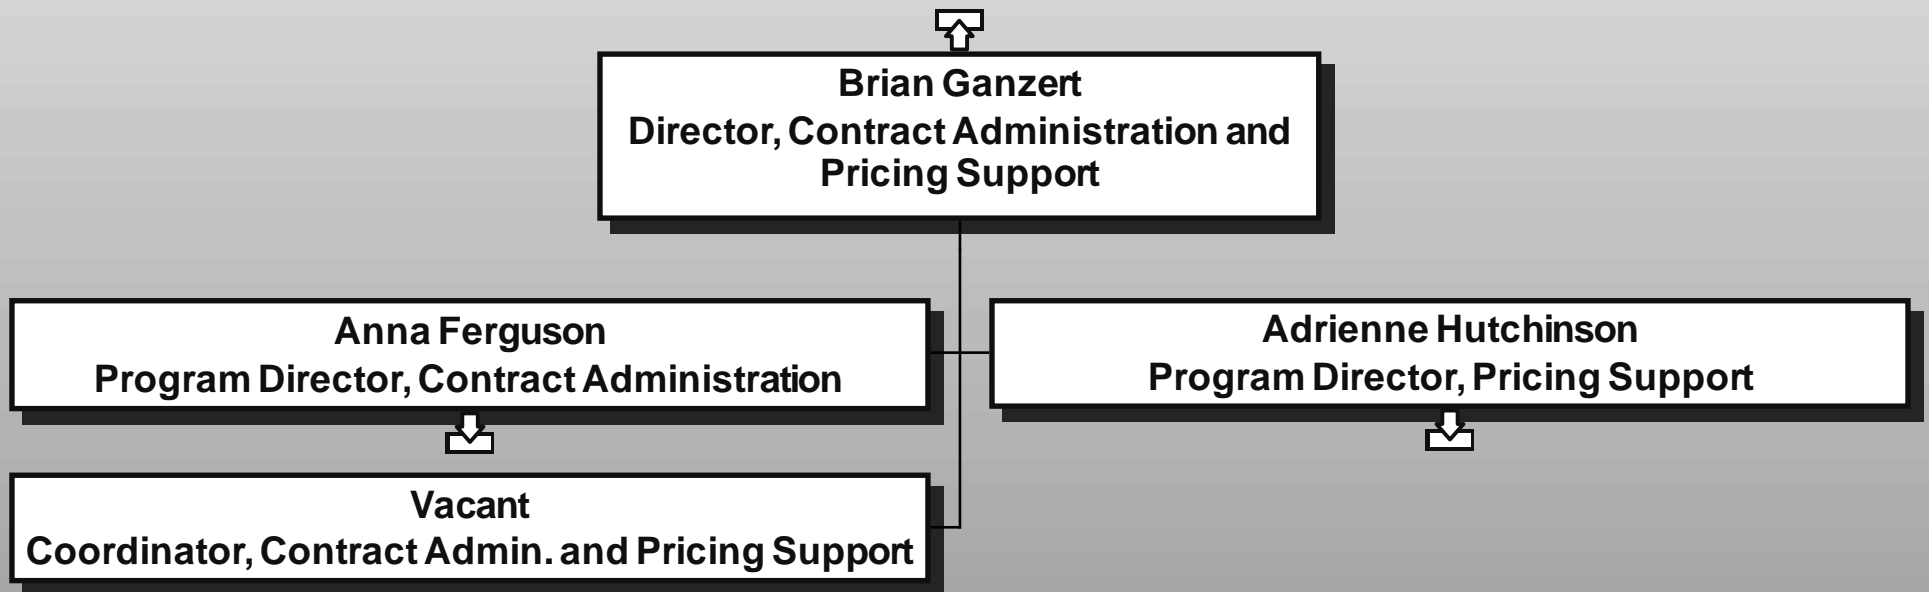 Brian Ganzert
Director, Contract Administration and
Pricing Support
Anna Ferguson
Program Director, Contract Administration
Adrienne Hutchinson
Program Director, Pricing Support
Vacant
Coordinator, Contract Admin. and Pricing Support